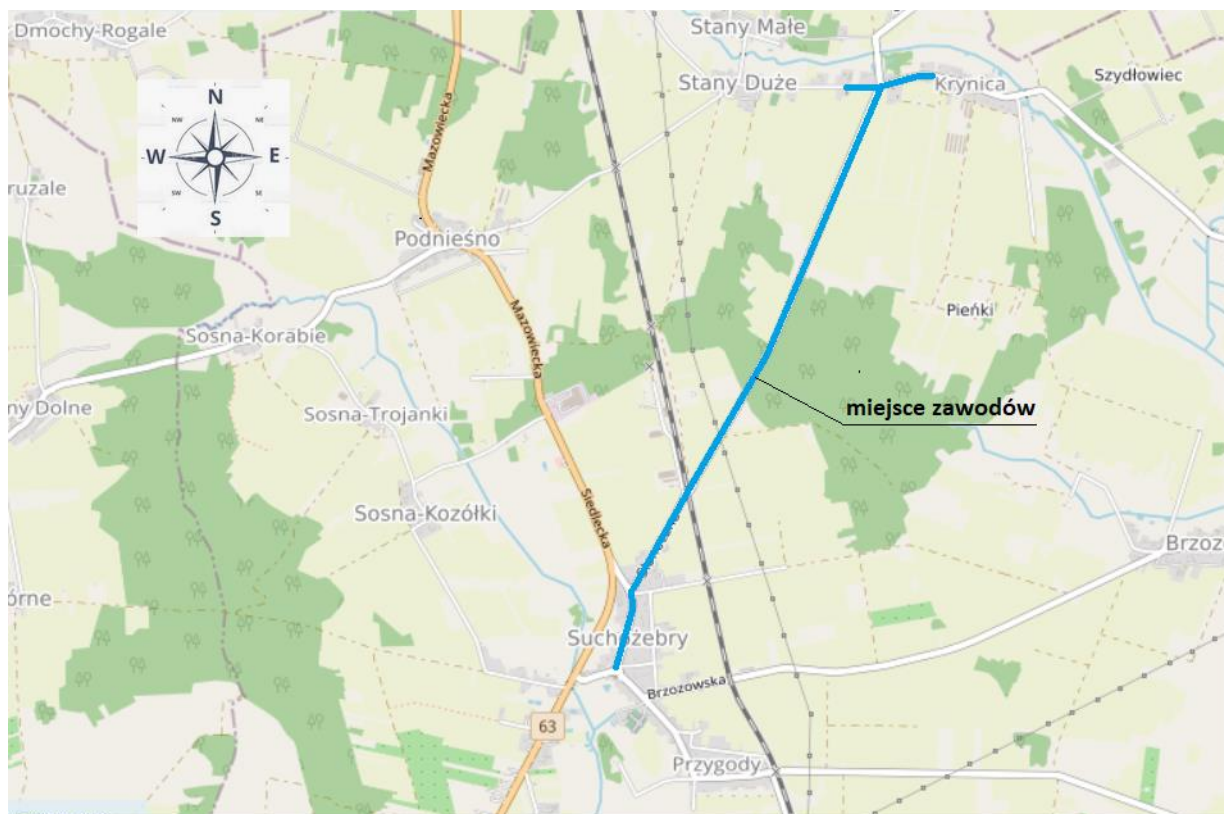 Dmochy-Rogale
Stany Małe
Stany Duże
Krynica
Szydłowiec
Mazowiecka
N
NW
NE
W
E
SW
SE
S
ruzale
Podnieśno
Mazowiecka
Pieńki
Sosna-Korabie
ny Dolne
Sosna-Trojanki
miejsce zawodów
Siedlecka
Sosna-Kozółki
Brzoz
órne
Suchożebry
Brzozowska
63
Przygody